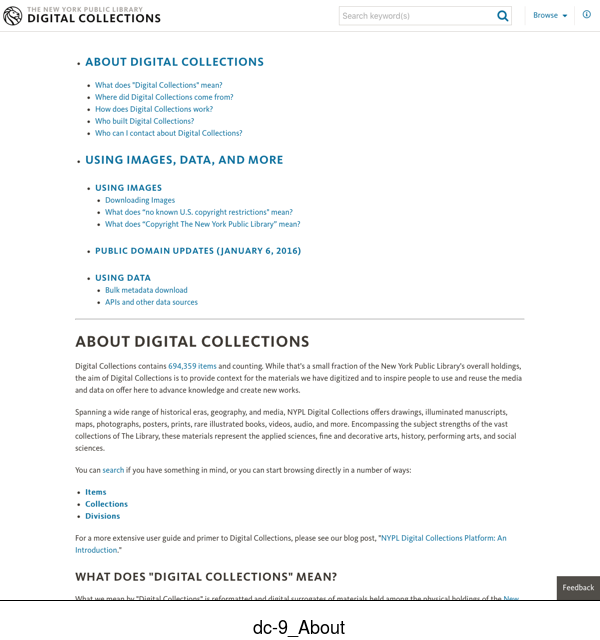 THE NEW YORK PUBLIC LIBRARY
DIGITAL COLLECTIONS
Search keyword(s)
Browse
ABOUT DIGITAL COLLECTIONS
What does "Digital Collections" mean?
Where did Digital Collections come from?
How does Digital Collections work?
Who built Digital Collections?
Who can I contact about Digital Collections?
USING IMAGES, DATA, AND MORE
USING IMAGES
Downloading Images
What does "no known U.S. copyright restrictions" mean?
What does "Copyright The New York Public Library" mean?
PUBLIC DOMAIN UPDATES (JANUARY 6, 2016)
USING DATA
Bulk metadata download
APIs and other data sources
ABOUT DIGITAL COLLECTIONS
Digital Collections contains 694,359 items and counting. While that's a small fraction of the New York Public Library's overall holdings,
the aim of Digital Collections is to provide context for the materials we have digitized and to inspire people to use and reuse the media
and data on offer here to advance knowledge and create new works.
Spanning a wide range of historical eras, geography, and media, NYPL Digital Collections offers drawings, illuminated manuscripts,
maps, photographs, posters, prints, rare illustrated books, videos, audio, and more. Encompassing the subject strengths of the vast
collections of The Library, these materials represent the applied sciences, fine and decorative arts, history, performing arts, and social
sciences.
You can search if you have something in mind, or you can start browsing directly in a number of ways:
Items
Collections
Divisions
For a more extensive user guide and primer to Digital Collections, please see our blog post, "NYPL Digital Collections Platform: An
Introduction."
WHAT DOES "DIGITAL COLLECTIONS" MEAN?
Feedback
What we mean by "Digital Collections" is reformatted and digital surrogates of materials held among the physical holdings of the New
dc-9_About